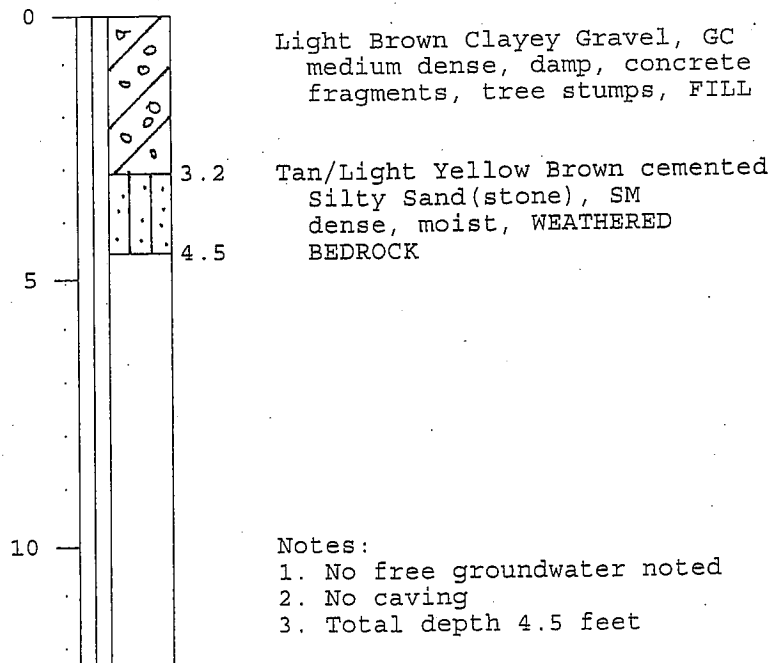 0
Light Brown Clayey Gravel, GC
medium dense, damp, concrete
fragments, tree stumps, FILL
3.2 Tan/Light Yellow Brown cemented
Silty Sand(stone), SM
dense, moist, WEATHERED
4.5 BEDROCK
5
10 Notes:
1. No free groundwater noted
2. No caving
3. Total depth 4.5 feet